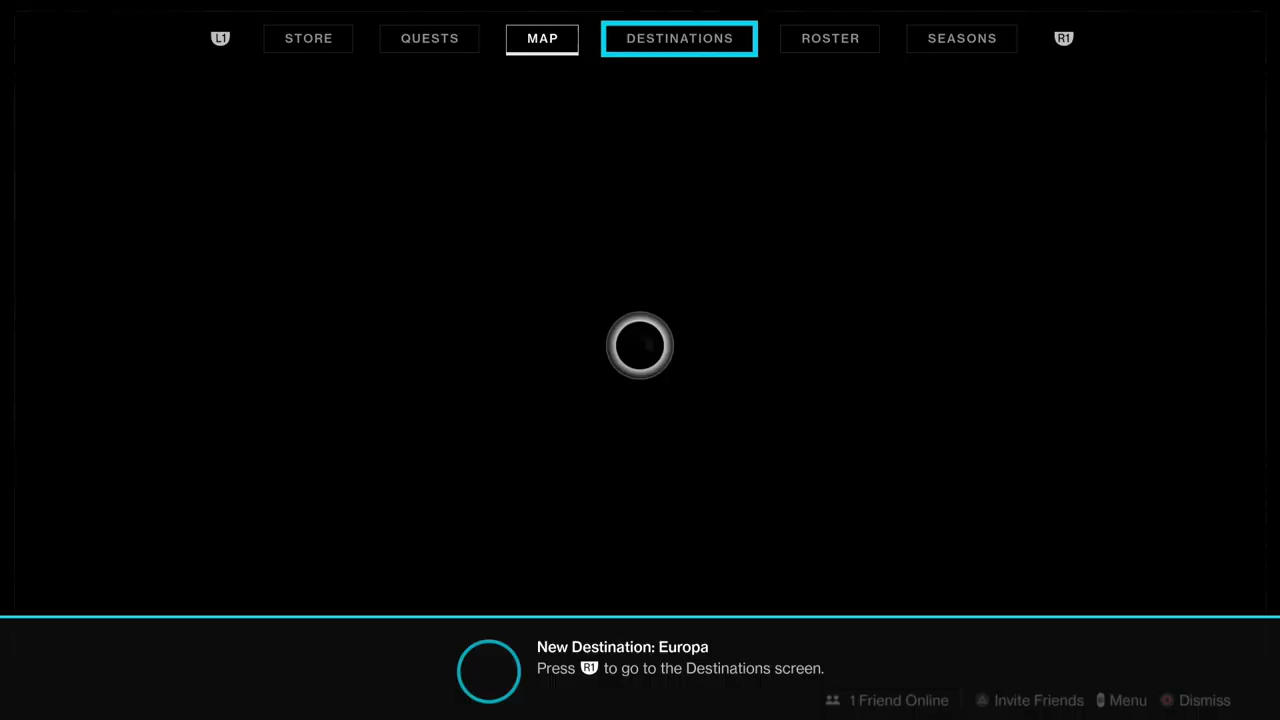 L1 STORE QUESTS MAP DESTINATIONS ROSTER SEASONS R1
New Destination: Europa
Press R1 to go to the Destinations screen.
1 Friend Online Invite Friends Menu Dismiss